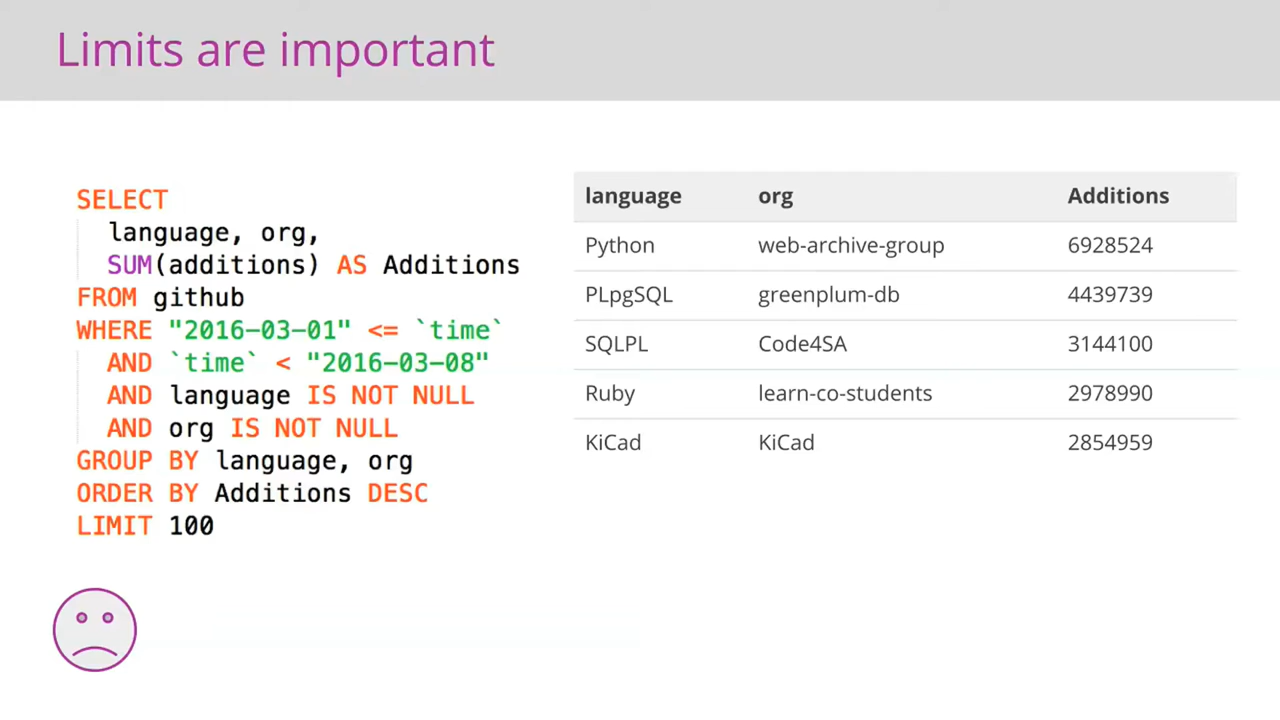 Limits are important
SELECT
language, org,
SUM(additions) AS Additions
FROM github
WHERE "2016-03-01" <= `time`
AND `time` < "2016-03-08"
AND language IS NOT NULL
AND org IS NOT NULL
GROUP BY language, org
ORDER BY Additions DESC
LIMIT 100
language org Additions
Python web-archive-group 6928524
PLpgSQL greenplum-db 4439739
SQLPL Code4SA 3144100
Ruby learn-co-students 2978990
KiCad KiCad 2854959